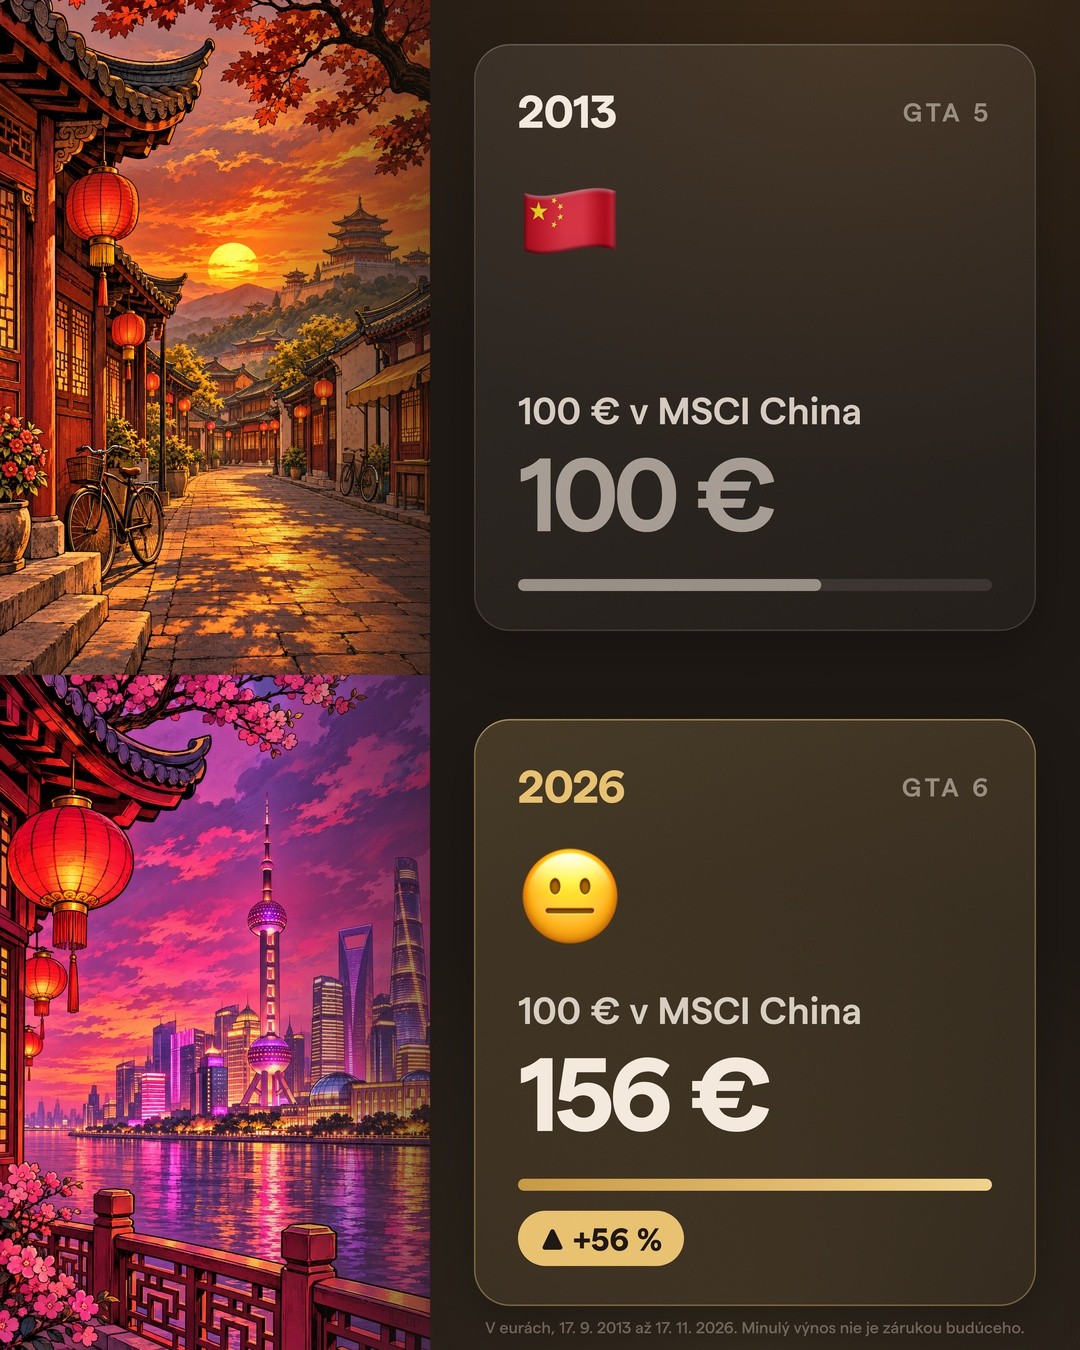 2013
GTA 5
100 € v MSCI China
100 €
2026
GTA 6
100 € v MSCI China
156 €
▲ +56 %
V eurách, 17. 9. 2013 až 17. 11. 2026. Minulý výnos nie je zárukou budúceho.